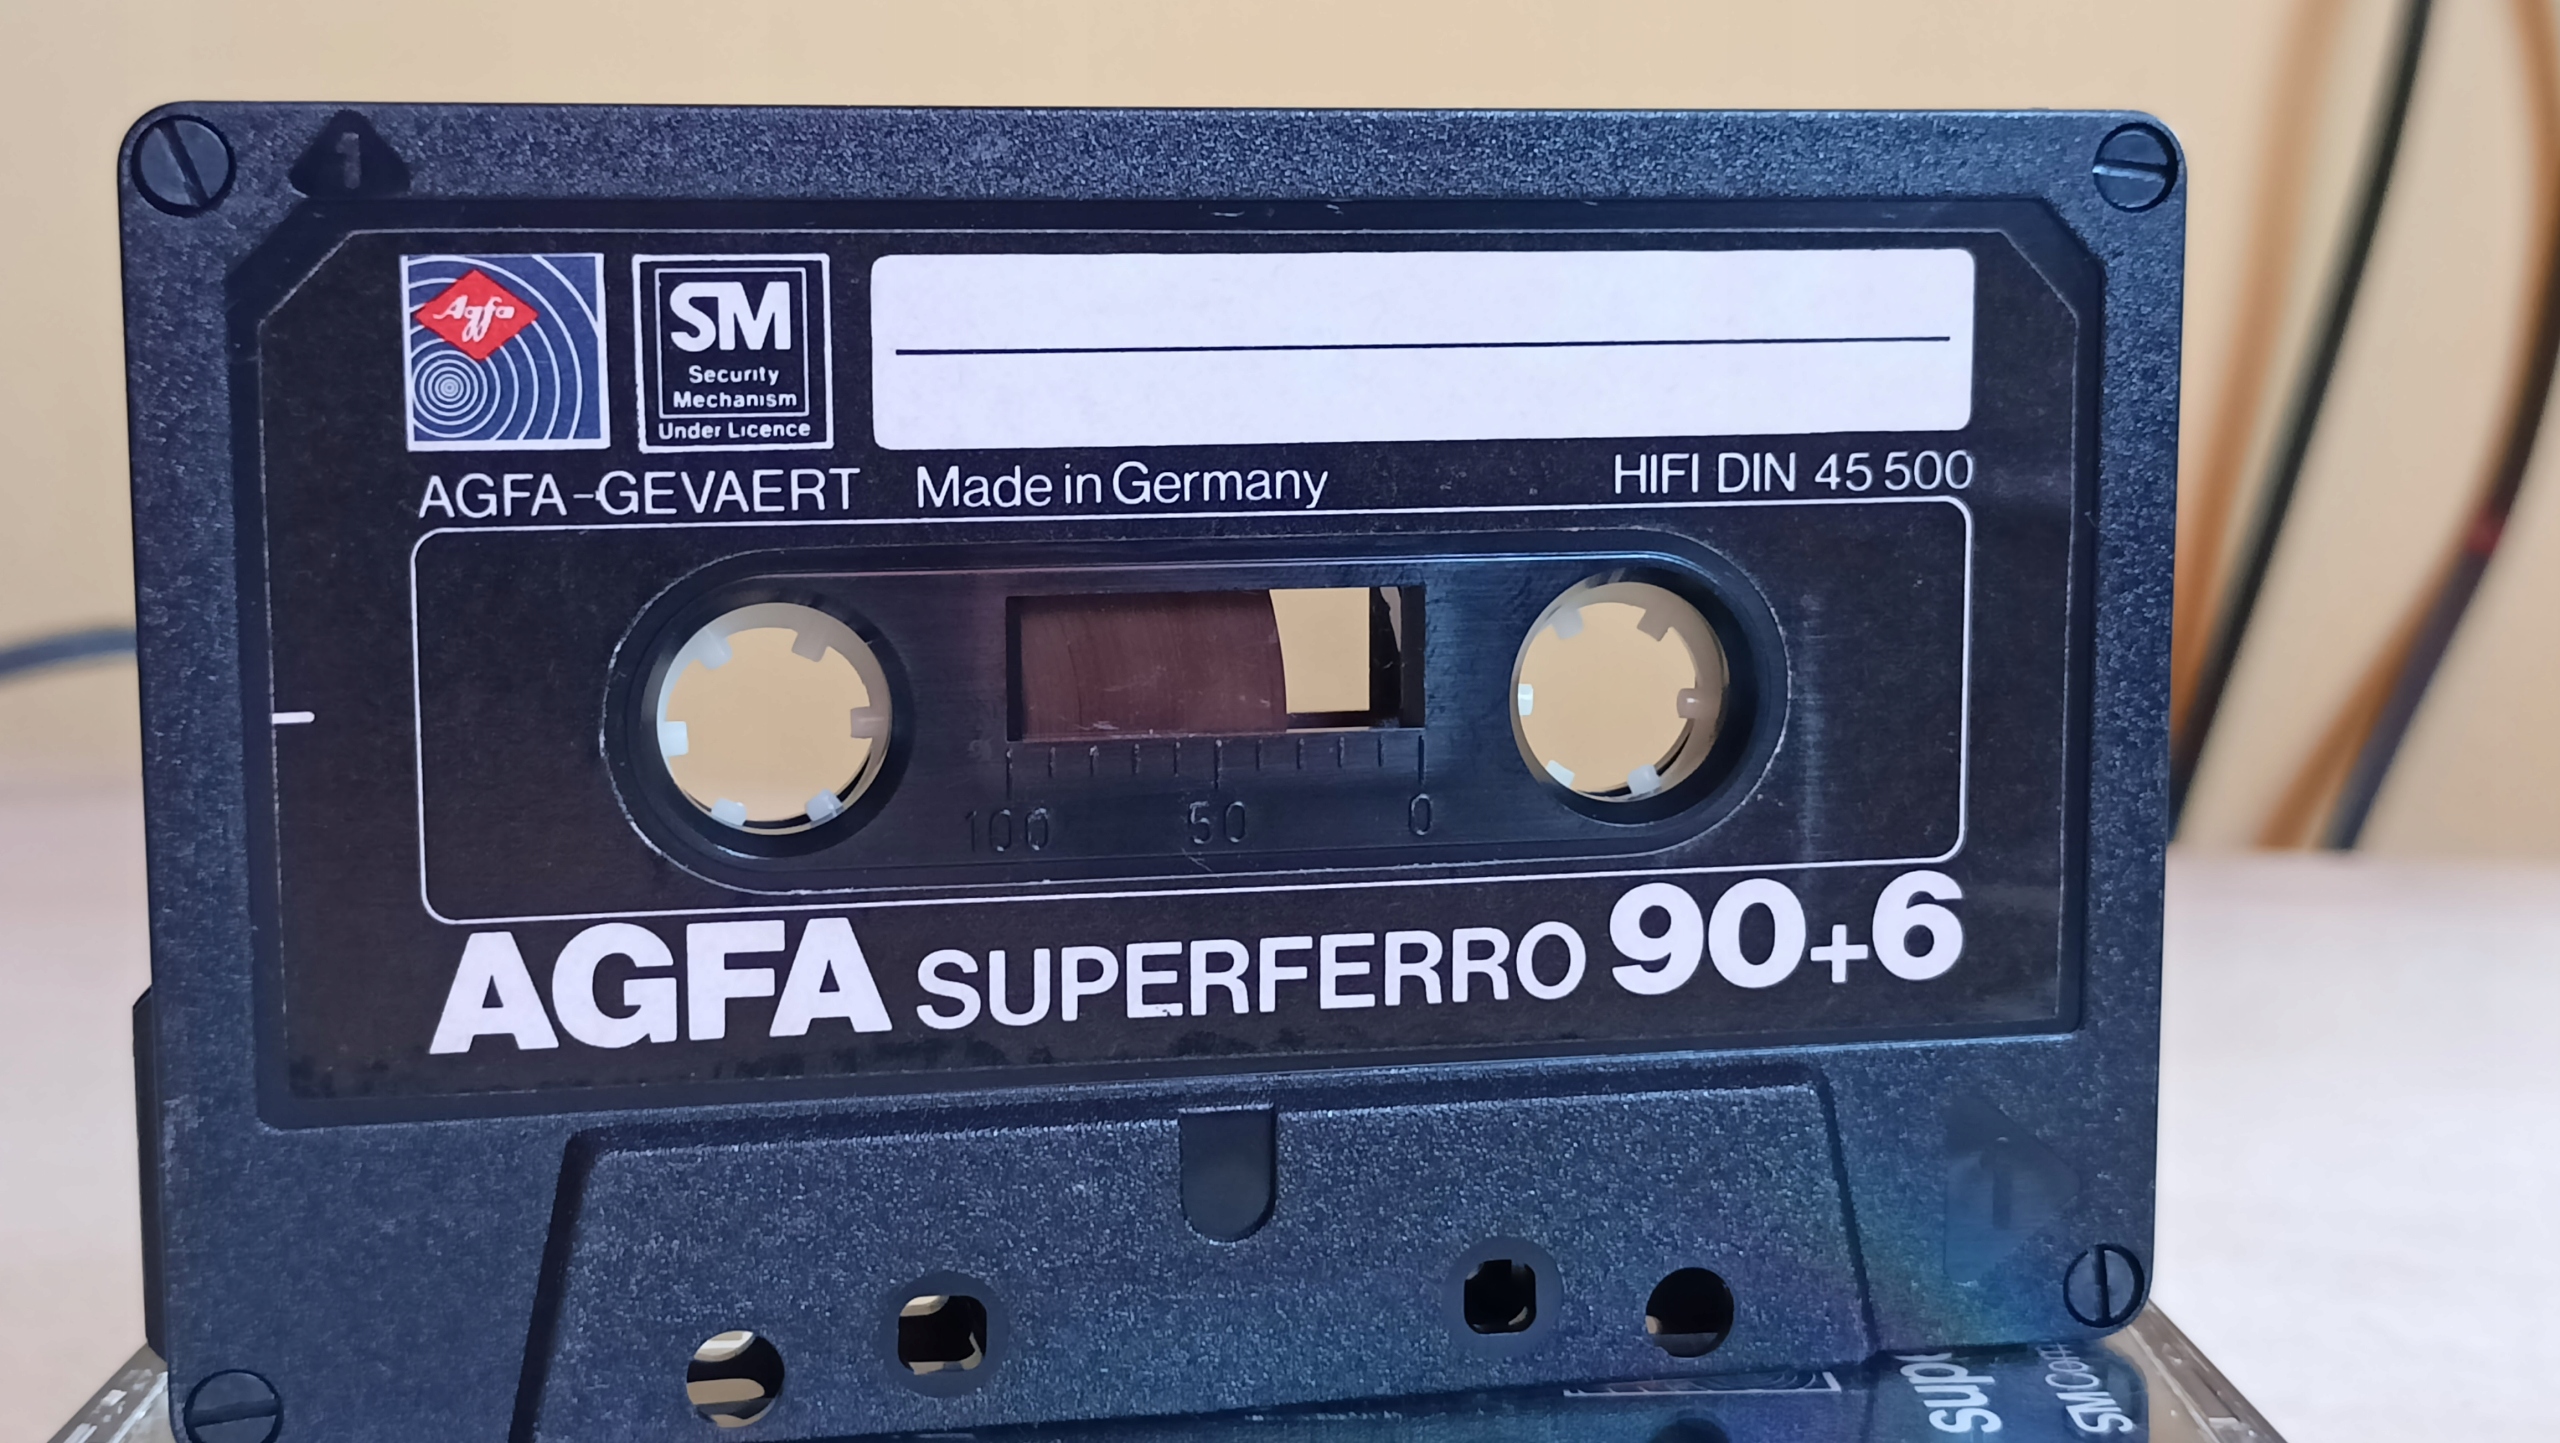 1
Agfa
SM
Security
Mechanism
Under Licence
AGFA-GEVAERT Made in Germany HIFI DIN 45 500
100 50 0
AGFA SUPERFERRO 90+6